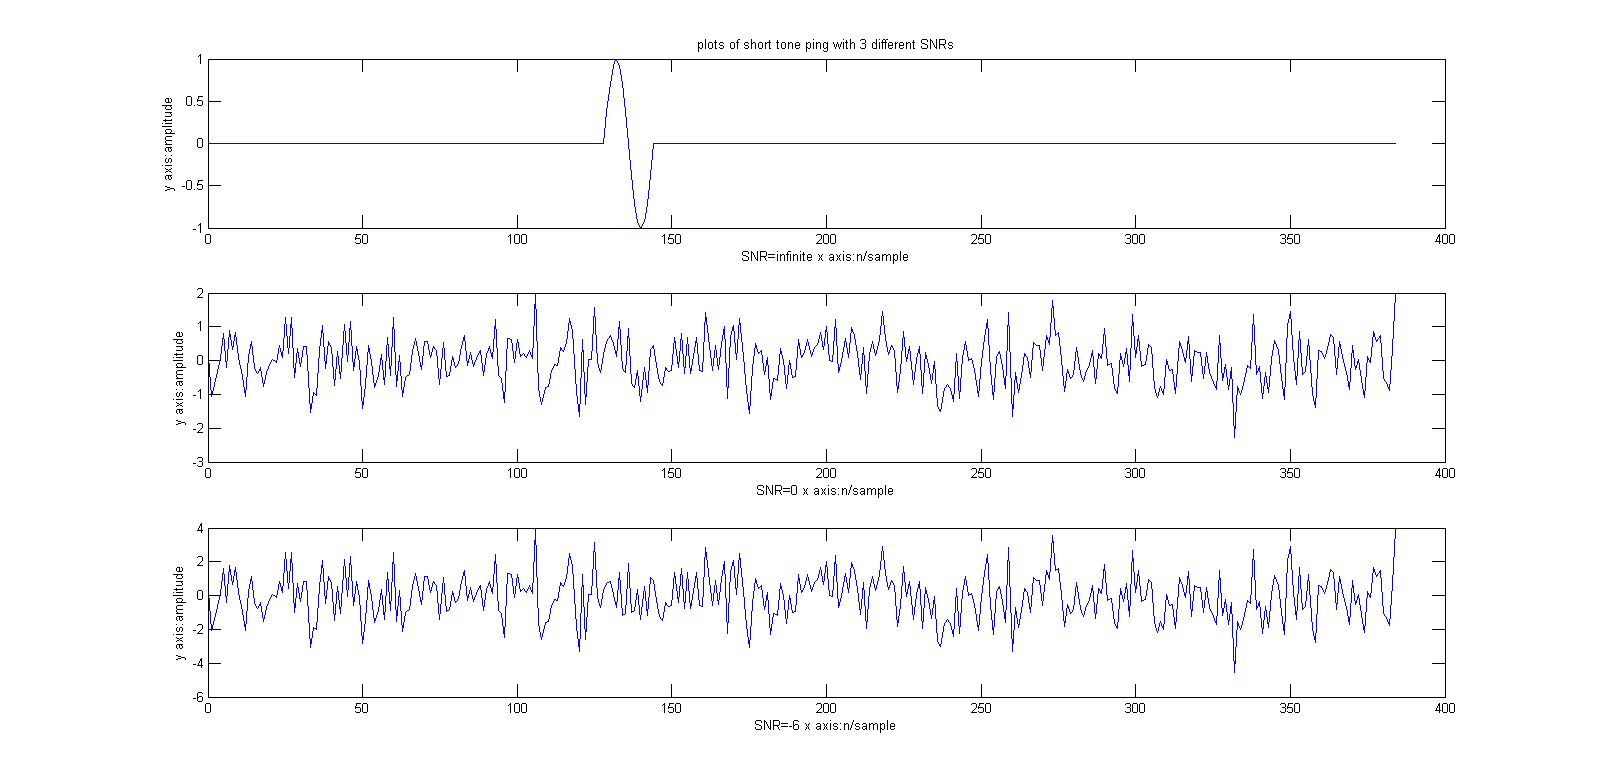 plots of short tone ping with 3 different SNRs
1
0.5
0
-0.5
-1
y axis:amplitude
0 50 100 150 200 250 300 350 400
SNR=infinite x axis:n/sample
2
1
0
-1
-2
-3
y axis:amplitude
0 50 100 150 200 250 300 350 400
SNR=0 x axis:n/sample
4
2
0
-2
-4
-6
y axis:amplitude
0 50 100 150 200 250 300 350 400
SNR=-6 x axis:n/sample